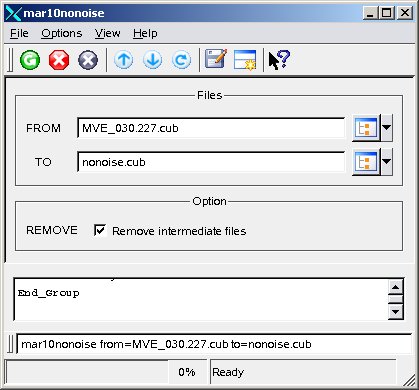 mar10nonoise
File Options View Help
Files
FROM MVE_030.227.cub
TO nonoise.cub
Option
REMOVE Remove intermediate files
End_Group
mar10nonoise from=MVE_030.227.cub to=nonoise.cub
0% Ready